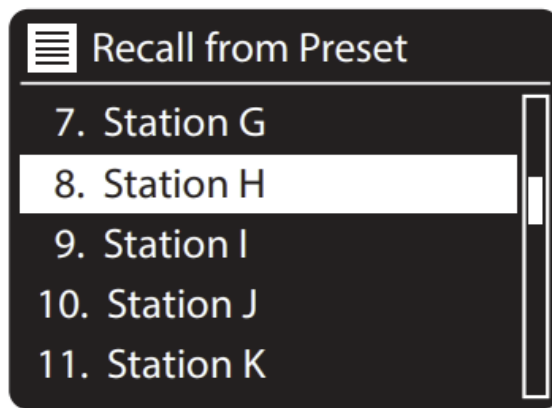 Recall from Preset
7. Station G
8. Station H
9. Station I
10. Station J
11. Station K